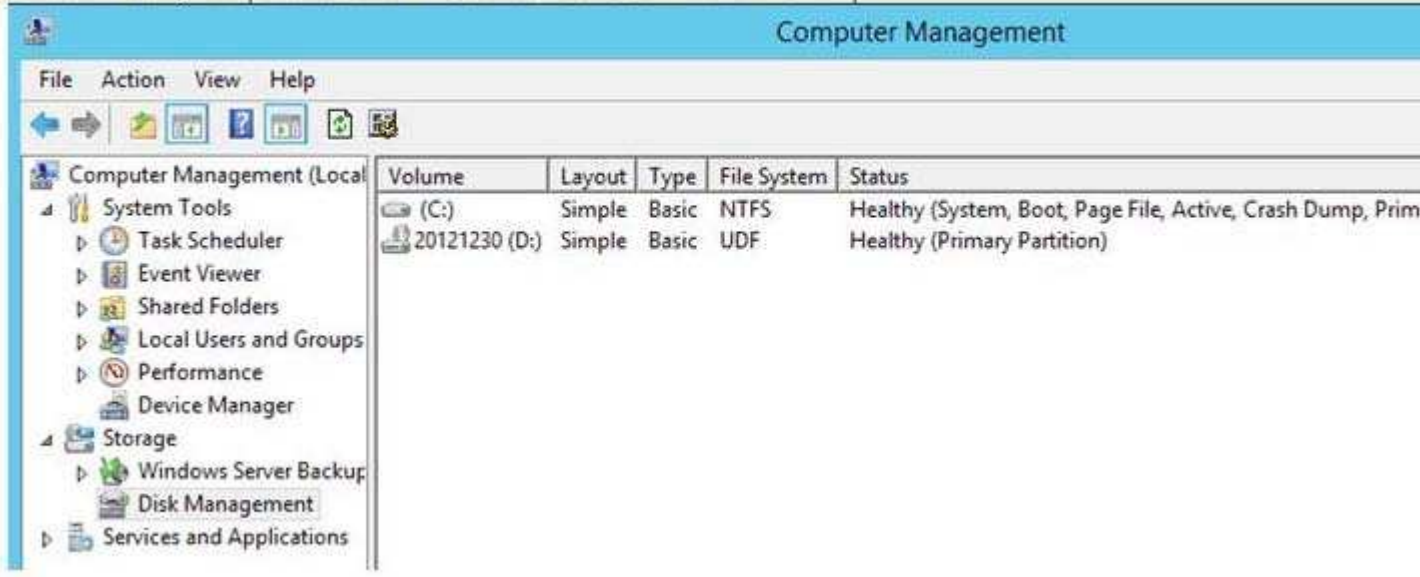 Computer Management
File Action View Help
Computer Management (Local
System Tools
Task Scheduler
Event Viewer
Shared Folders
Local Users and Groups
Performance
Device Manager
Storage
Windows Server Backup
Disk Management
Services and Applications
Volume Layout Type File System Status
(C:) Simple Basic NTFS Healthy (System, Boot, Page File, Active, Crash Dump, Prim
20121230 (D:) Simple Basic UDF Healthy (Primary Partition)